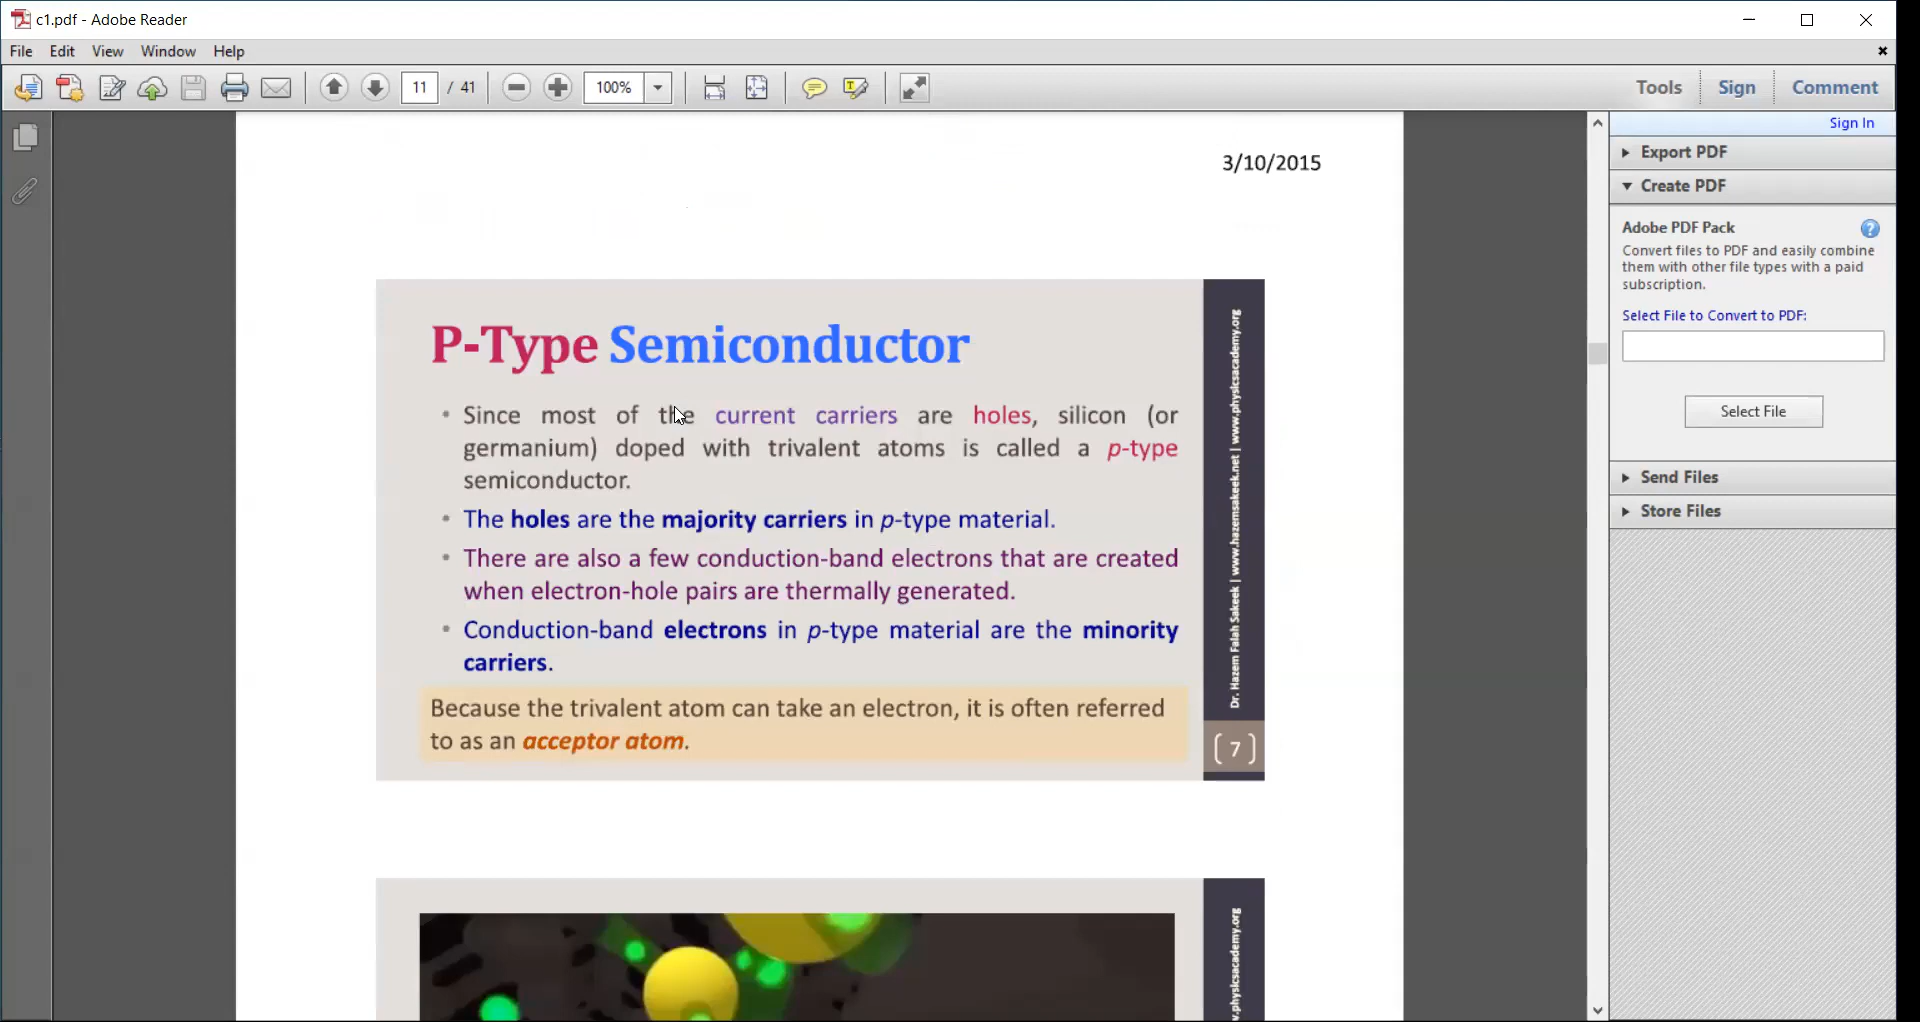 c1.pdf - Adobe Reader
File Edit View Window Help
11 / 41 100% Tools Sign Comment
Sign In
Export PDF
Create PDF
Adobe PDF Pack
Convert files to PDF and easily combine
them with other file types with a paid
subscription.
Select File to Convert to PDF:
Select File
Send Files
Store Files
3/10/2015
P-Type Semiconductor
• Since most of the current carriers are holes, silicon (or
germanium) doped with trivalent atoms is called a p-type
semiconductor.
• The holes are the majority carriers in p-type material.
• There are also a few conduction-band electrons that are created
when electron-hole pairs are thermally generated.
• Conduction-band electrons in p-type material are the minority
carriers.
Because the trivalent atom can take an electron, it is often referred
to as an acceptor atom.
Dr. Hazem Falah Sakeek | www.hazemsakeek.net | www.physicsacademy.org
[ 7 ]
.physicsacademy.org